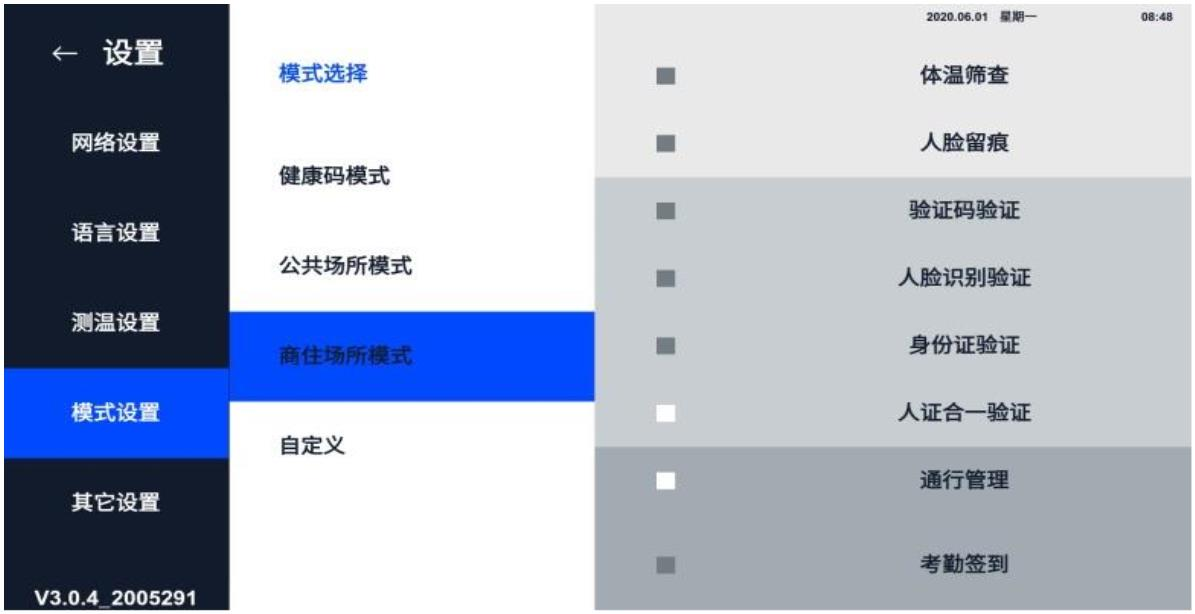 ← 设置
网络设置
语言设置
测温设置
模式设置
其它设置
V3.0.4_2005291
模式选择
健康码模式
公共场所模式
商住场所模式
自定义
2020.06.01 星期一 08:48
体温筛查
人脸留痕
验证码验证
人脸识别验证
身份证验证
人证合一验证
通行管理
考勤签到